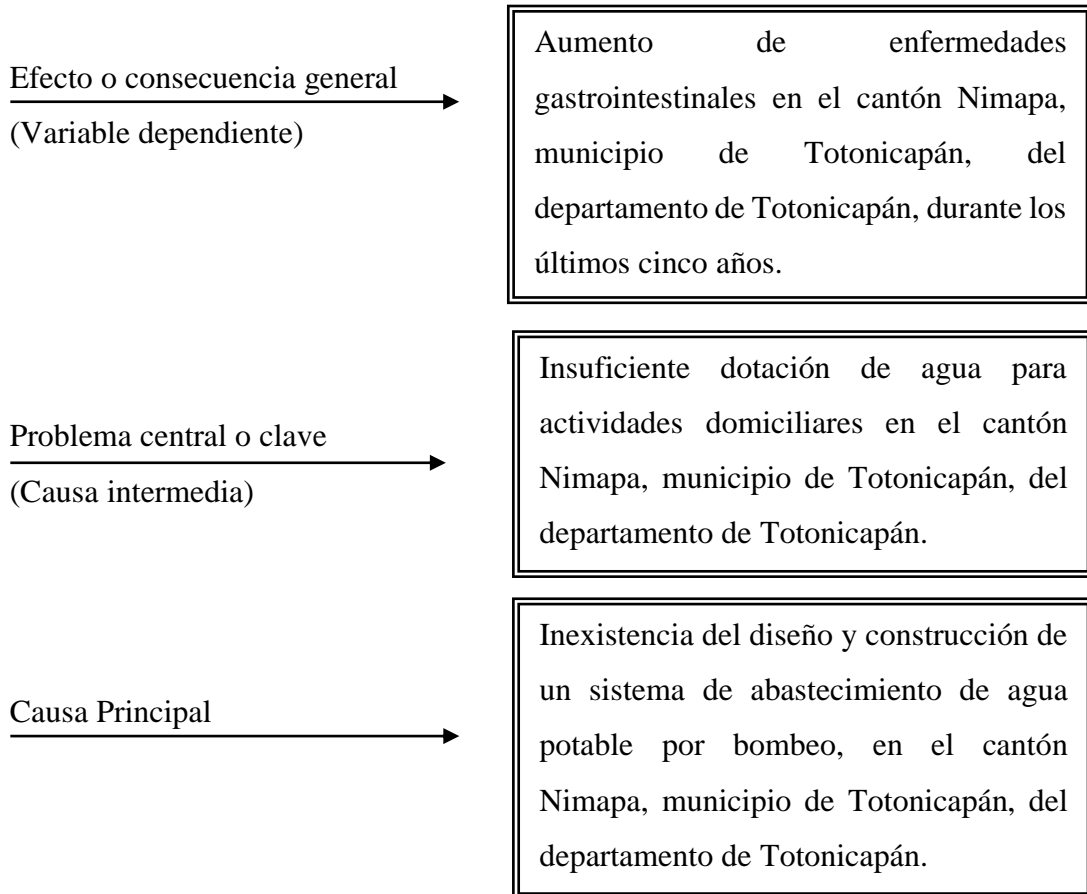 Efecto o consecuencia general
(Variable dependiente)
Aumento de enfermedades
gastrointestinales en el cantón Nimapa,
municipio de Totonicapán, del
departamento de Totonicapán, durante los
últimos cinco años.
Problema central o clave
(Causa intermedia)
Insuficiente dotación de agua para
actividades domiciliares en el cantón
Nimapa, municipio de Totonicapán, del
departamento de Totonicapán.
Causa Principal
Inexistencia del diseño y construcción de
un sistema de abastecimiento de agua
potable por bombeo, en el cantón
Nimapa, municipio de Totonicapán, del
departamento de Totonicapán.